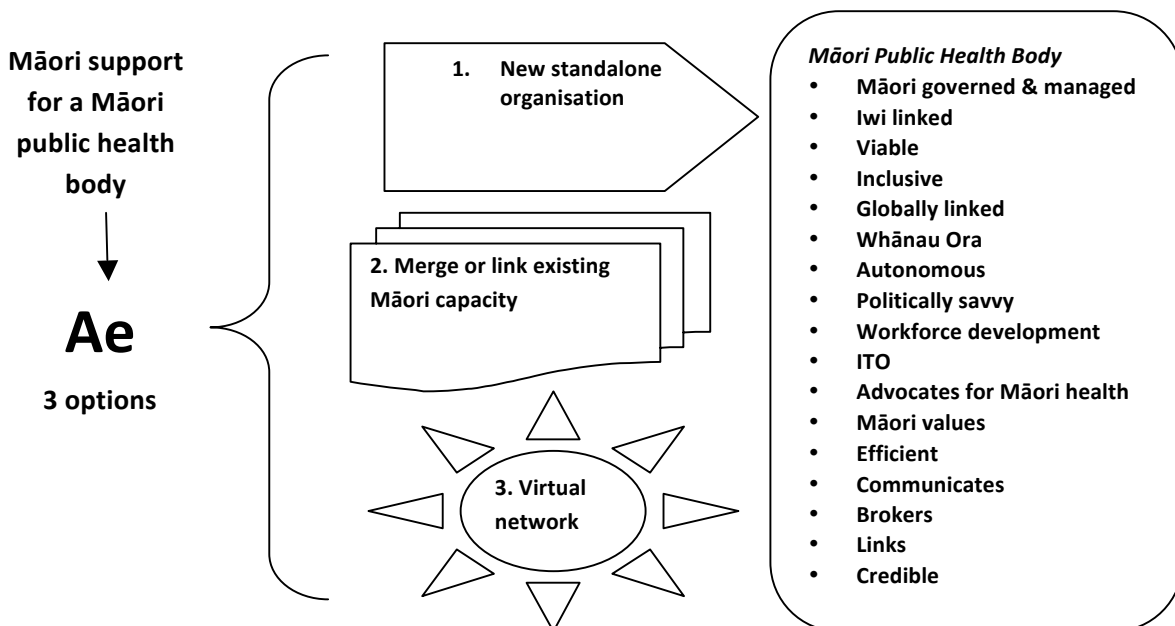 Māori support
for a Māori
public health
body
Ae
3 options
1. New standalone
organisation
2. Merge or link existing
Māori capacity
3. Virtual
network
Māori Public Health Body
• Māori governed & managed
• Iwi linked
• Viable
• Inclusive
• Globally linked
• Whānau Ora
• Autonomous
• Politically savvy
• Workforce development
• ITO
• Advocates for Māori health
• Māori values
• Efficient
• Communicates
• Brokers
• Links
• Credible